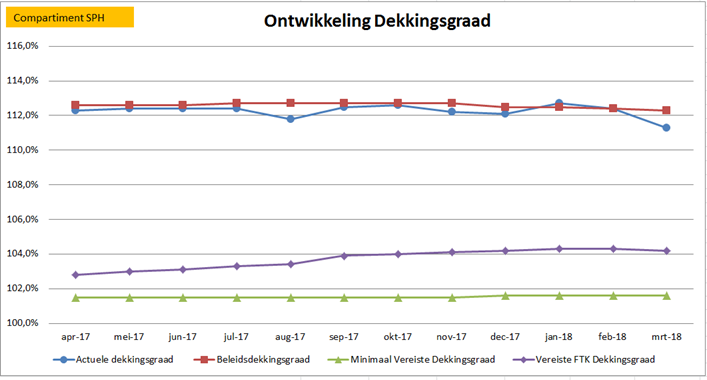 Compartiment SPH
Ontwikkeling Dekkingsgraad
116,0%
114,0%
112,0%
110,0%
108,0%
106,0%
104,0%
102,0%
100,0%
apr-17 mei-17 jun-17 jul-17 aug-17 sep-17 okt-17 nov-17 dec-17 jan-18 feb-18 mrt-18
Actuele dekkingsgraad Beleidsdekkingsgraad Minimaal Vereiste Dekkingsgraad Vereiste FTK Dekkingsgraad